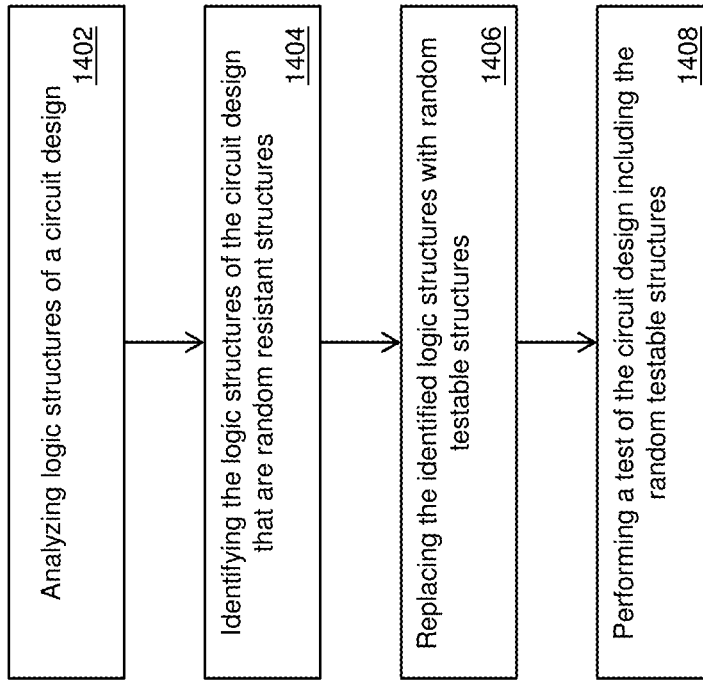 Analyzing logic structures of a circuit design
1402
Identifying the logic structures of the circuit design
that are random resistant structures
1404
Replacing the identified logic structures with random
testable structures
1406
Performing a test of the circuit design including the
random testable structures
1408